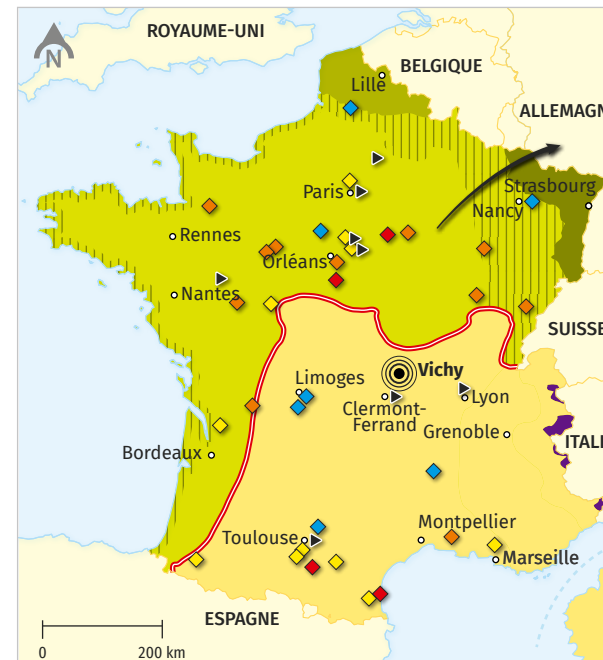 N
ROYAUME-UNI
BELGIQUE
Lille
ALLEMAGN
Paris
Strasbourg
Nancy
Rennes
Orléans
Nantes
SUISSE
Vichy
Limoges
Clermont-
Ferrand
Lyon
Grenoble
ITALI
Bordeaux
Montpellier
Toulouse
Marseille
ESPAGNE
0
200 km